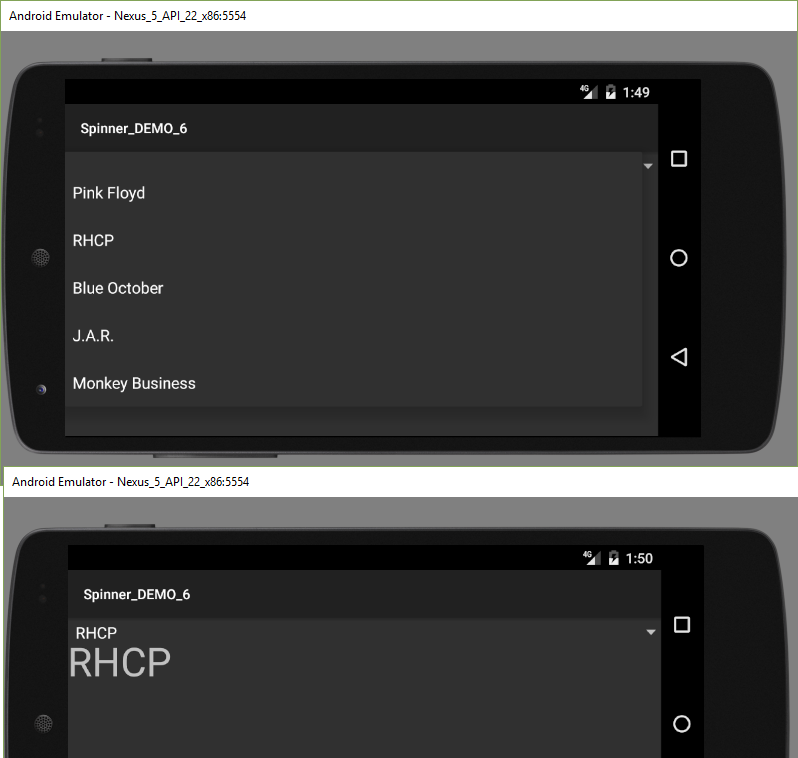 Android Emulator - Nexus_5_API_22_x86:5554
4G 1:49
Spinner_DEMO_6
Pink Floyd
RHCP
Blue October
J.A.R.
Monkey Business
Android Emulator - Nexus_5_API_22_x86:5554
4G 1:50
Spinner_DEMO_6
RHCP
RHCP